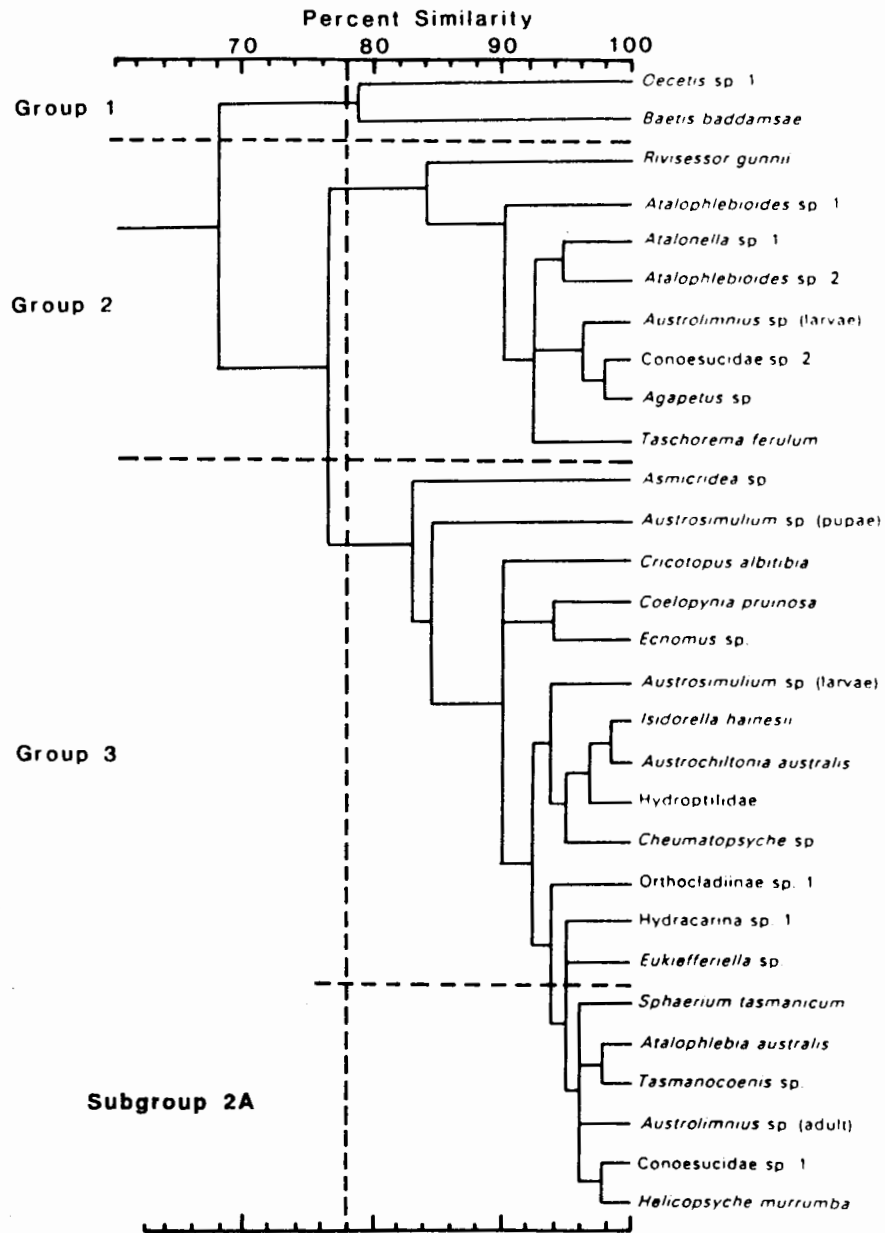 Percent Similarity
70 80 90 100
Oecetis sp 1
Group 1
Baetis baddamsae
Rivisessor gunnii
Atalophlebioides sp 1
Atalonella sp 1
Atalophlebioides sp 2
Group 2
Austrolimnius sp (larvae)
Conoesucidae sp 2
Agapetus sp
Taschorema ferulum
Asmicridea sp
Austrosimulium sp (pupae)
Cricotopus albitibia
Coelopynia pruinosa
Ecnomus sp.
Austrosimulium sp (larvae)
Isidorella hainesii
Group 3
Austrochiltonia australis
Hydroptilidae
Cheumatopsyche sp
Orthocladiinae sp. 1
Hydracarina sp. 1
Eukiefferiella sp.
Sphaerium tasmanicum
Atalophlebia australis
Tasmanocoenis sp.
Subgroup 2A
Austrolimnius sp (adult)
Conoesucidae sp 1
Helicopsyche murrumba